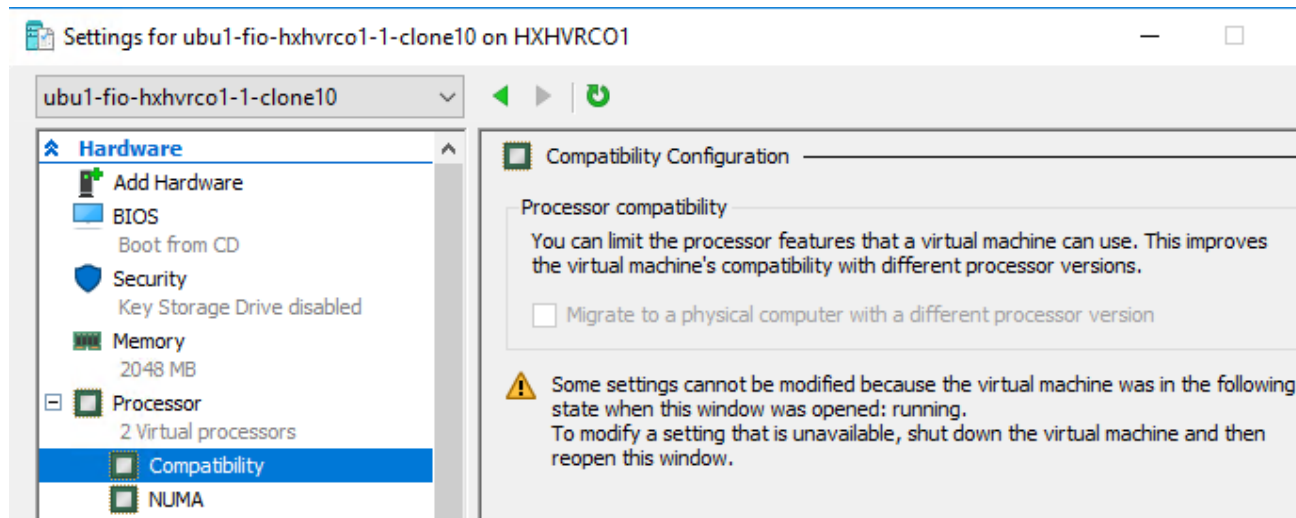 Settings for ubu1-fio-hxhvrco1-1-clone10 on HXHVRCO1
ubu1-fio-hxhvrco1-1-clone10
Hardware
Add Hardware
BIOS
Boot from CD
Security
Key Storage Drive disabled
Memory
2048 MB
Processor
2 Virtual processors
Compatibility
NUMA
Compatibility Configuration
Processor compatibility
You can limit the processor features that a virtual machine can use. This improves
the virtual machine's compatibility with different processor versions.
Migrate to a physical computer with a different processor version
Some settings cannot be modified because the virtual machine was in the following
state when this window was opened: running.
To modify a setting that is unavailable, shut down the virtual machine and then
reopen this window.